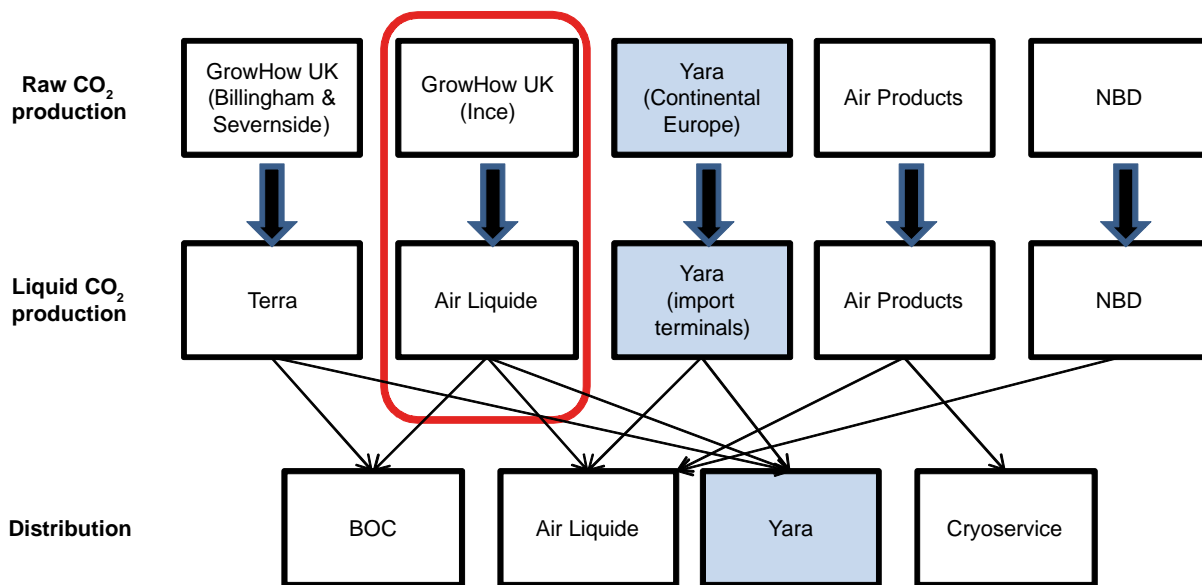 Raw CO2
production
GrowHow UK
(Billingham &
Severnside)
GrowHow UK
(Ince)
Yara
(Continental
Europe)
Air Products
NBD
Liquid CO2
production
Terra
Air Liquide
Yara
(import
terminals)
Air Products
NBD
Distribution
BOC
Air Liquide
Yara
Cryoservice